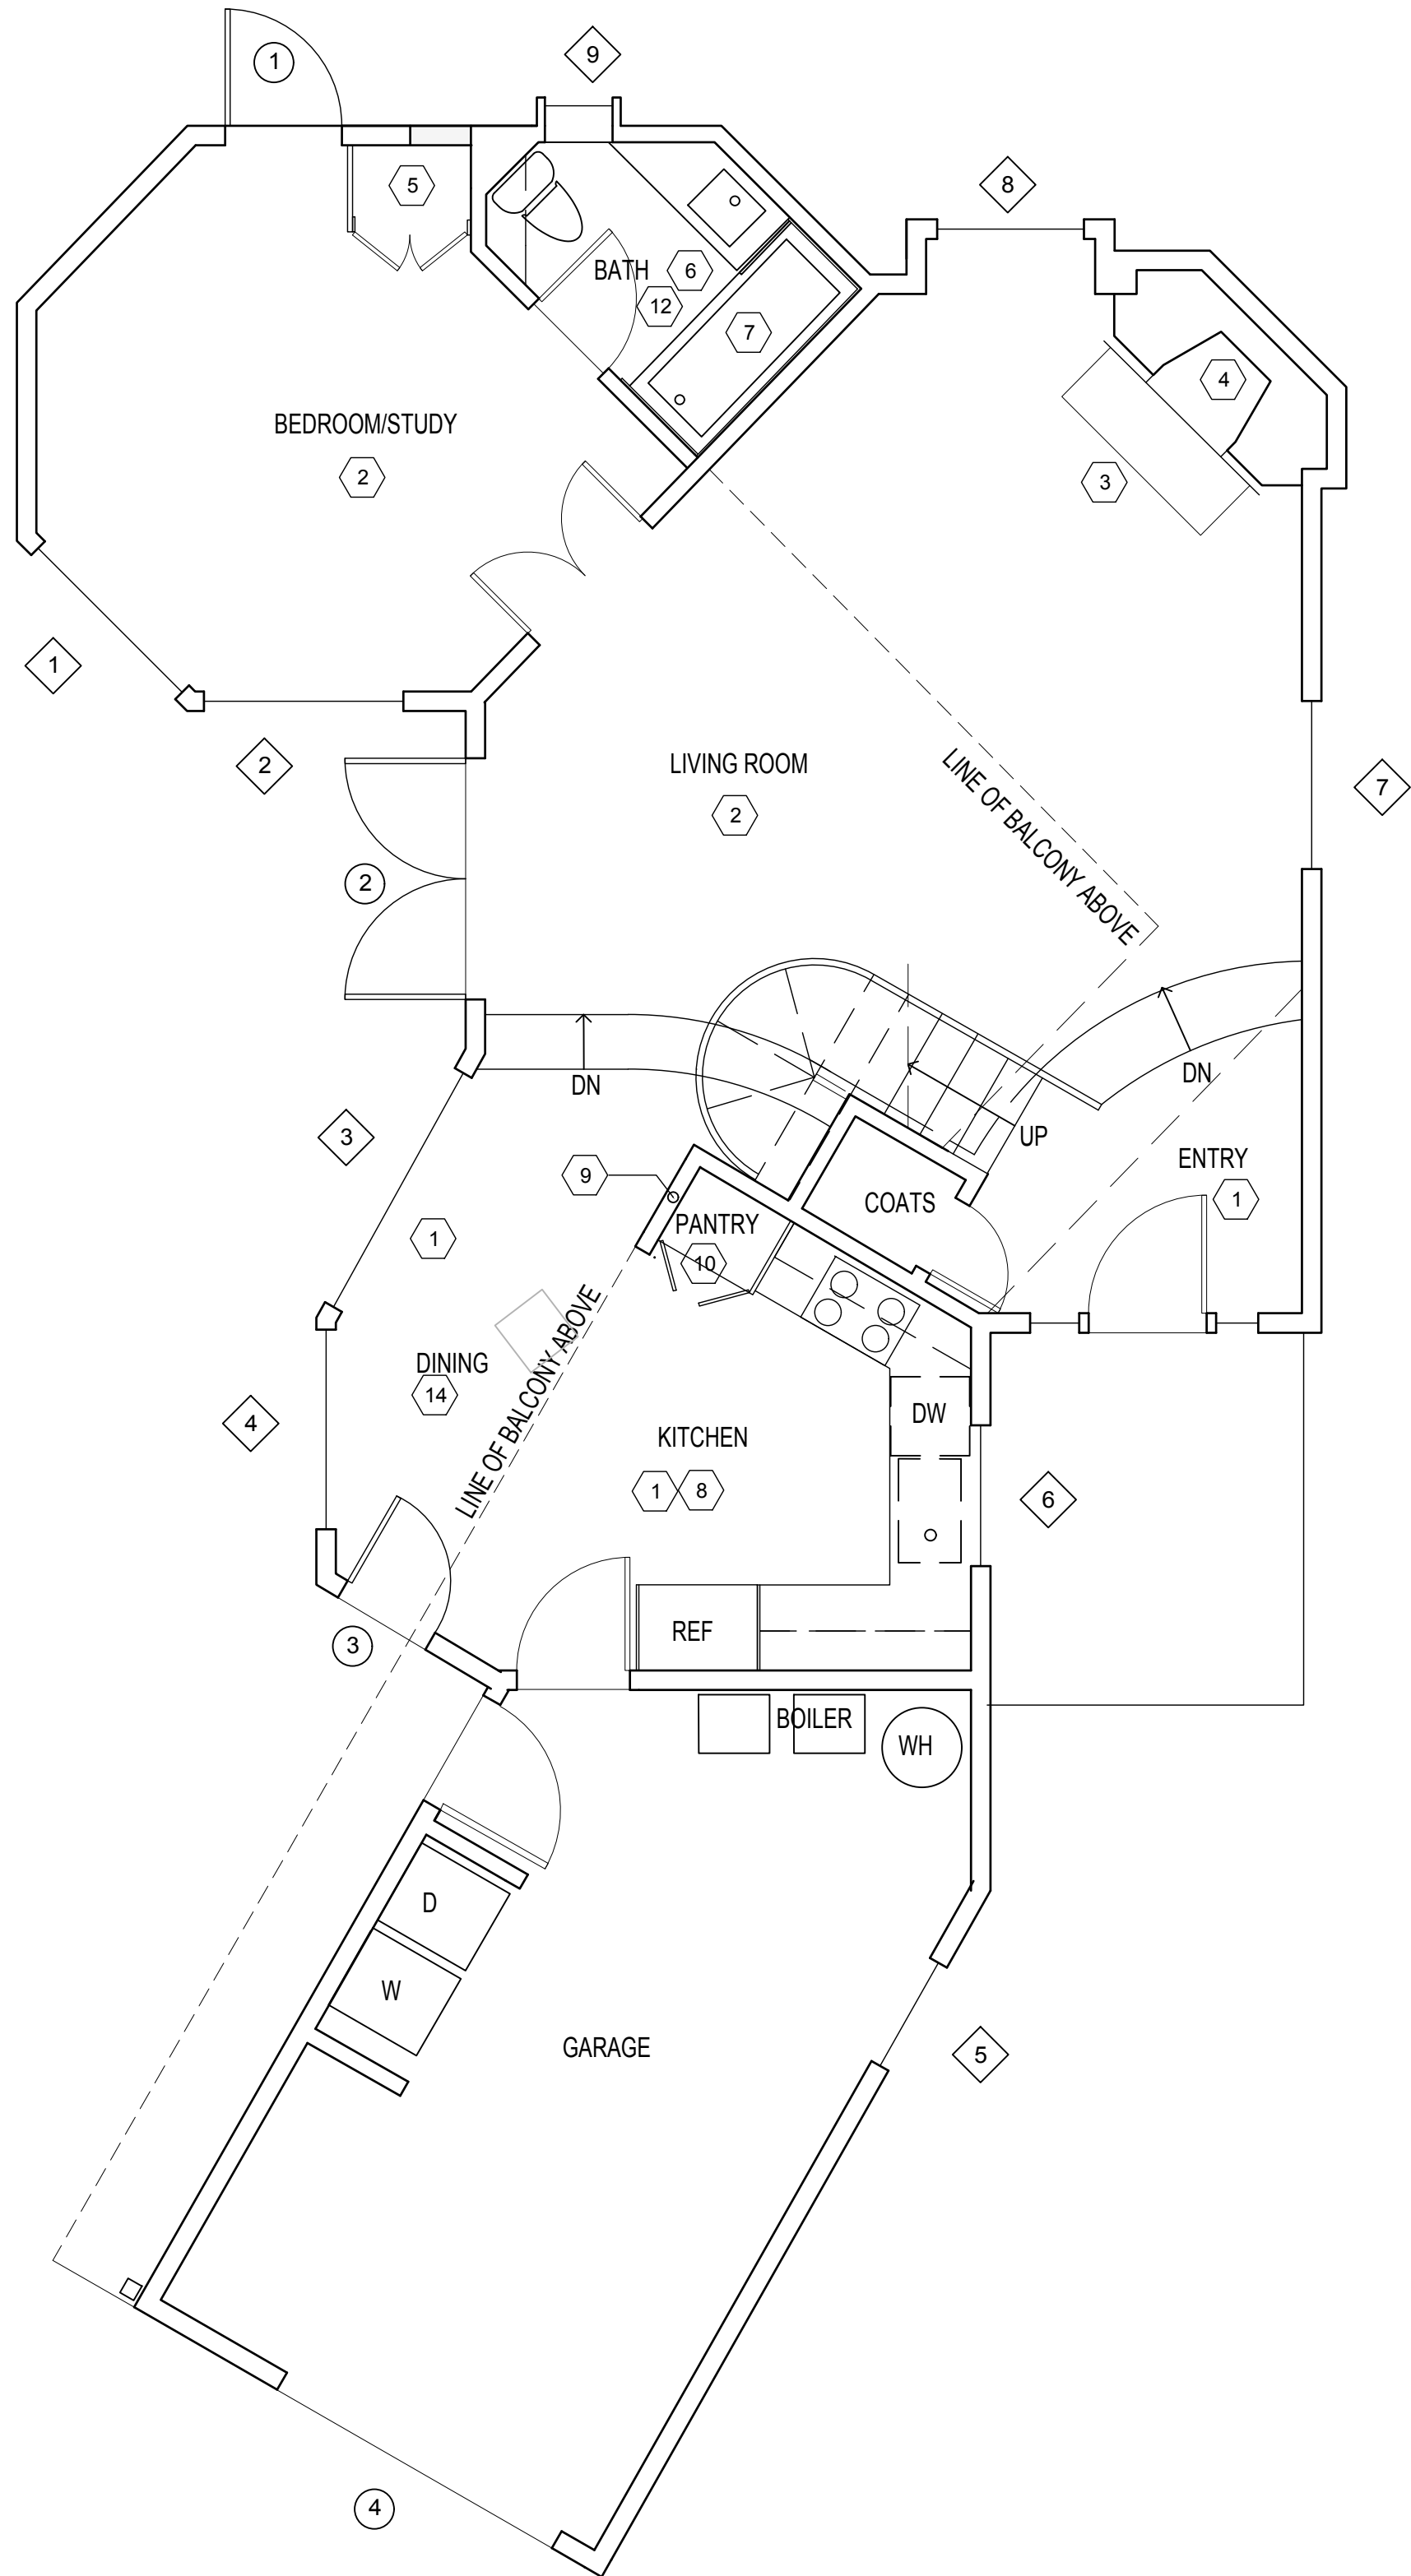 1
9
8
5
BATH
6
12
7
4
BEDROOM/STUDY
2
3
1
2
LIVING ROOM
2
LINE OF BALCONY ABOVE
7
2
DN
DN
UP
3
ENTRY
1
9
COATS
PANTRY
10
1
LINE OF BALCONY ABOVE
DINING
14
4
DW
KITCHEN
1
8
6
REF
3
BOILER
WH
D
W
GARAGE
5
4